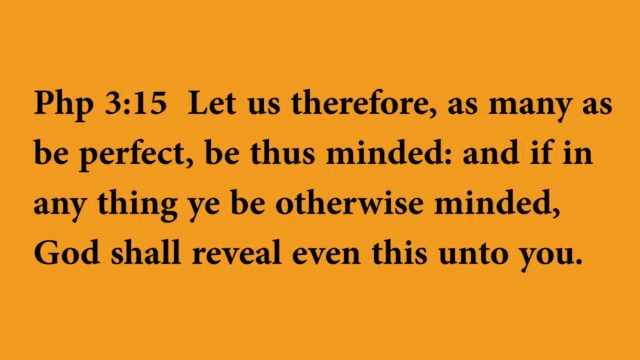 Php 3:15  Let us therefore, as many as
be perfect, be thus minded: and if in
any thing ye be otherwise minded,
God shall reveal even this unto you.